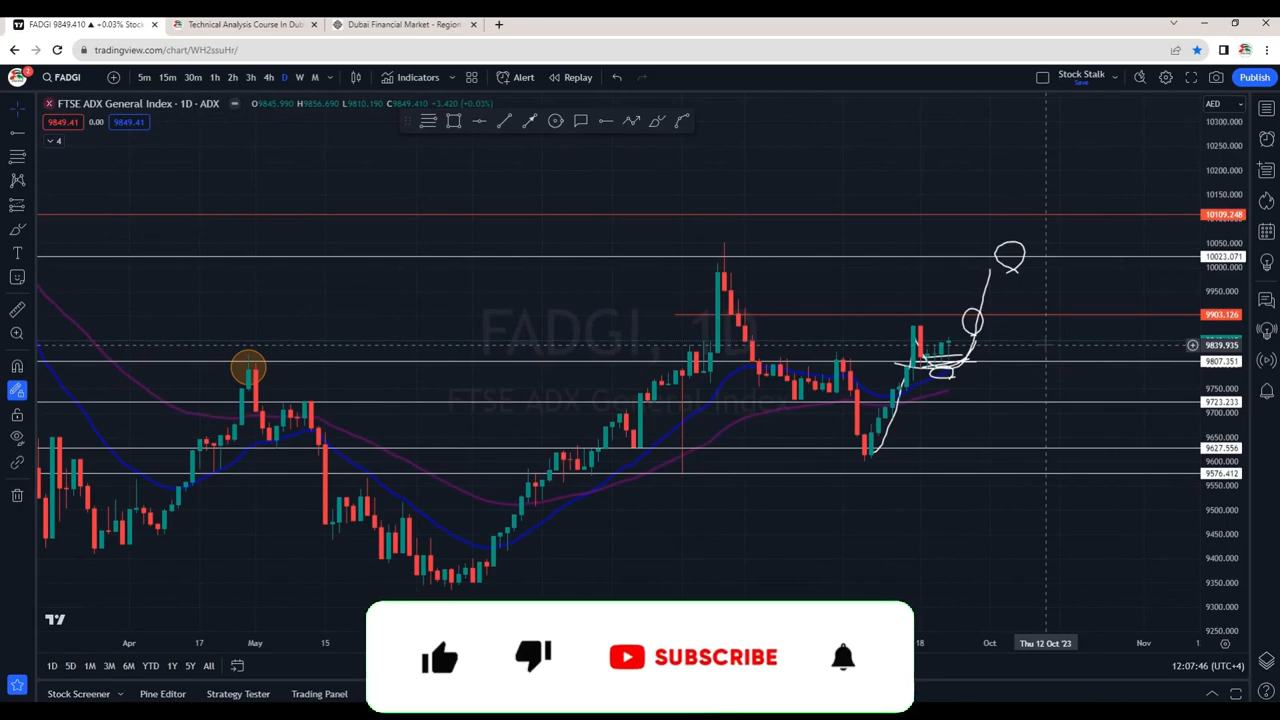 FADGI 9849.410 ▲ +0.03% Stock
Technical Analysis Course In Dub
Dubai Financial Market - Region
tradingview.com/chart/WH2ssuHr/
2
FADGI
5m 15m 30m 1h 2h 3h 4h D W M
Indicators
Alert
Replay
Stock Stalk
Save
Publish
FTSE ADX General Index · 1D · ADX
O9845.990 H9856.690 L9810.190 C9849.410 +3.420 (+0.03%)
AED
9849.41 0.00 9849.41
4
10300.000
10250.000
10200.000
10150.000
10109.248
10050.000
10023.071
10000.000
9950.000
9903.126
9839.935
9807.351
9750.000
9723.233
9700.000
9650.000
9627.556
9600.000
9576.412
9550.000
9500.000
9450.000
9400.000
9350.000
9300.000
9250.000
FADGI, 1D
FTSE ADX General Index
Apr 17 May 15 18 Oct Thu 12 Oct '23 Nov
1D 5D 1M 3M 6M YTD 1Y 5Y All
12:07:46 (UTC+4)
SUBSCRIBE
Stock Screener Pine Editor Strategy Tester Trading Panel